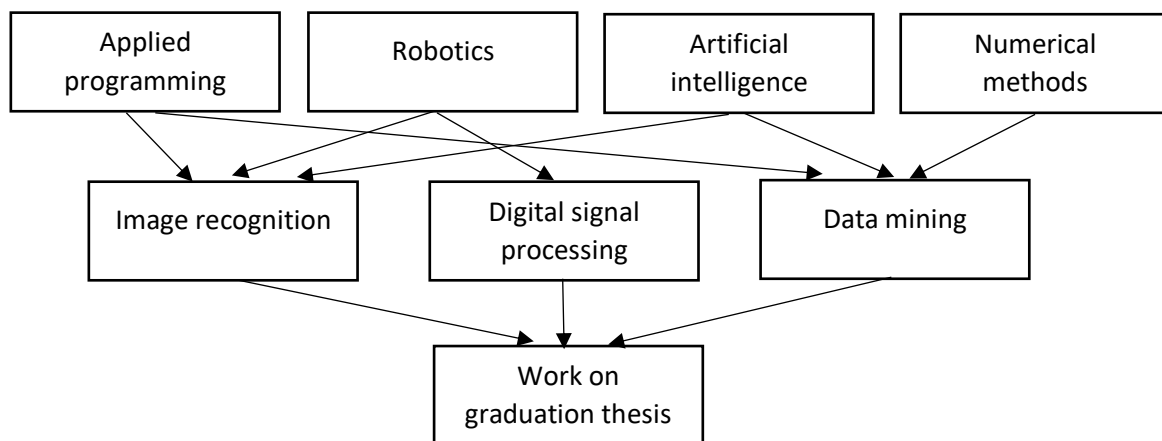 Applied
programming
Robotics
Artificial
intelligence
Numerical
methods
Image recognition
Digital signal
processing
Data mining
Work on
graduation thesis